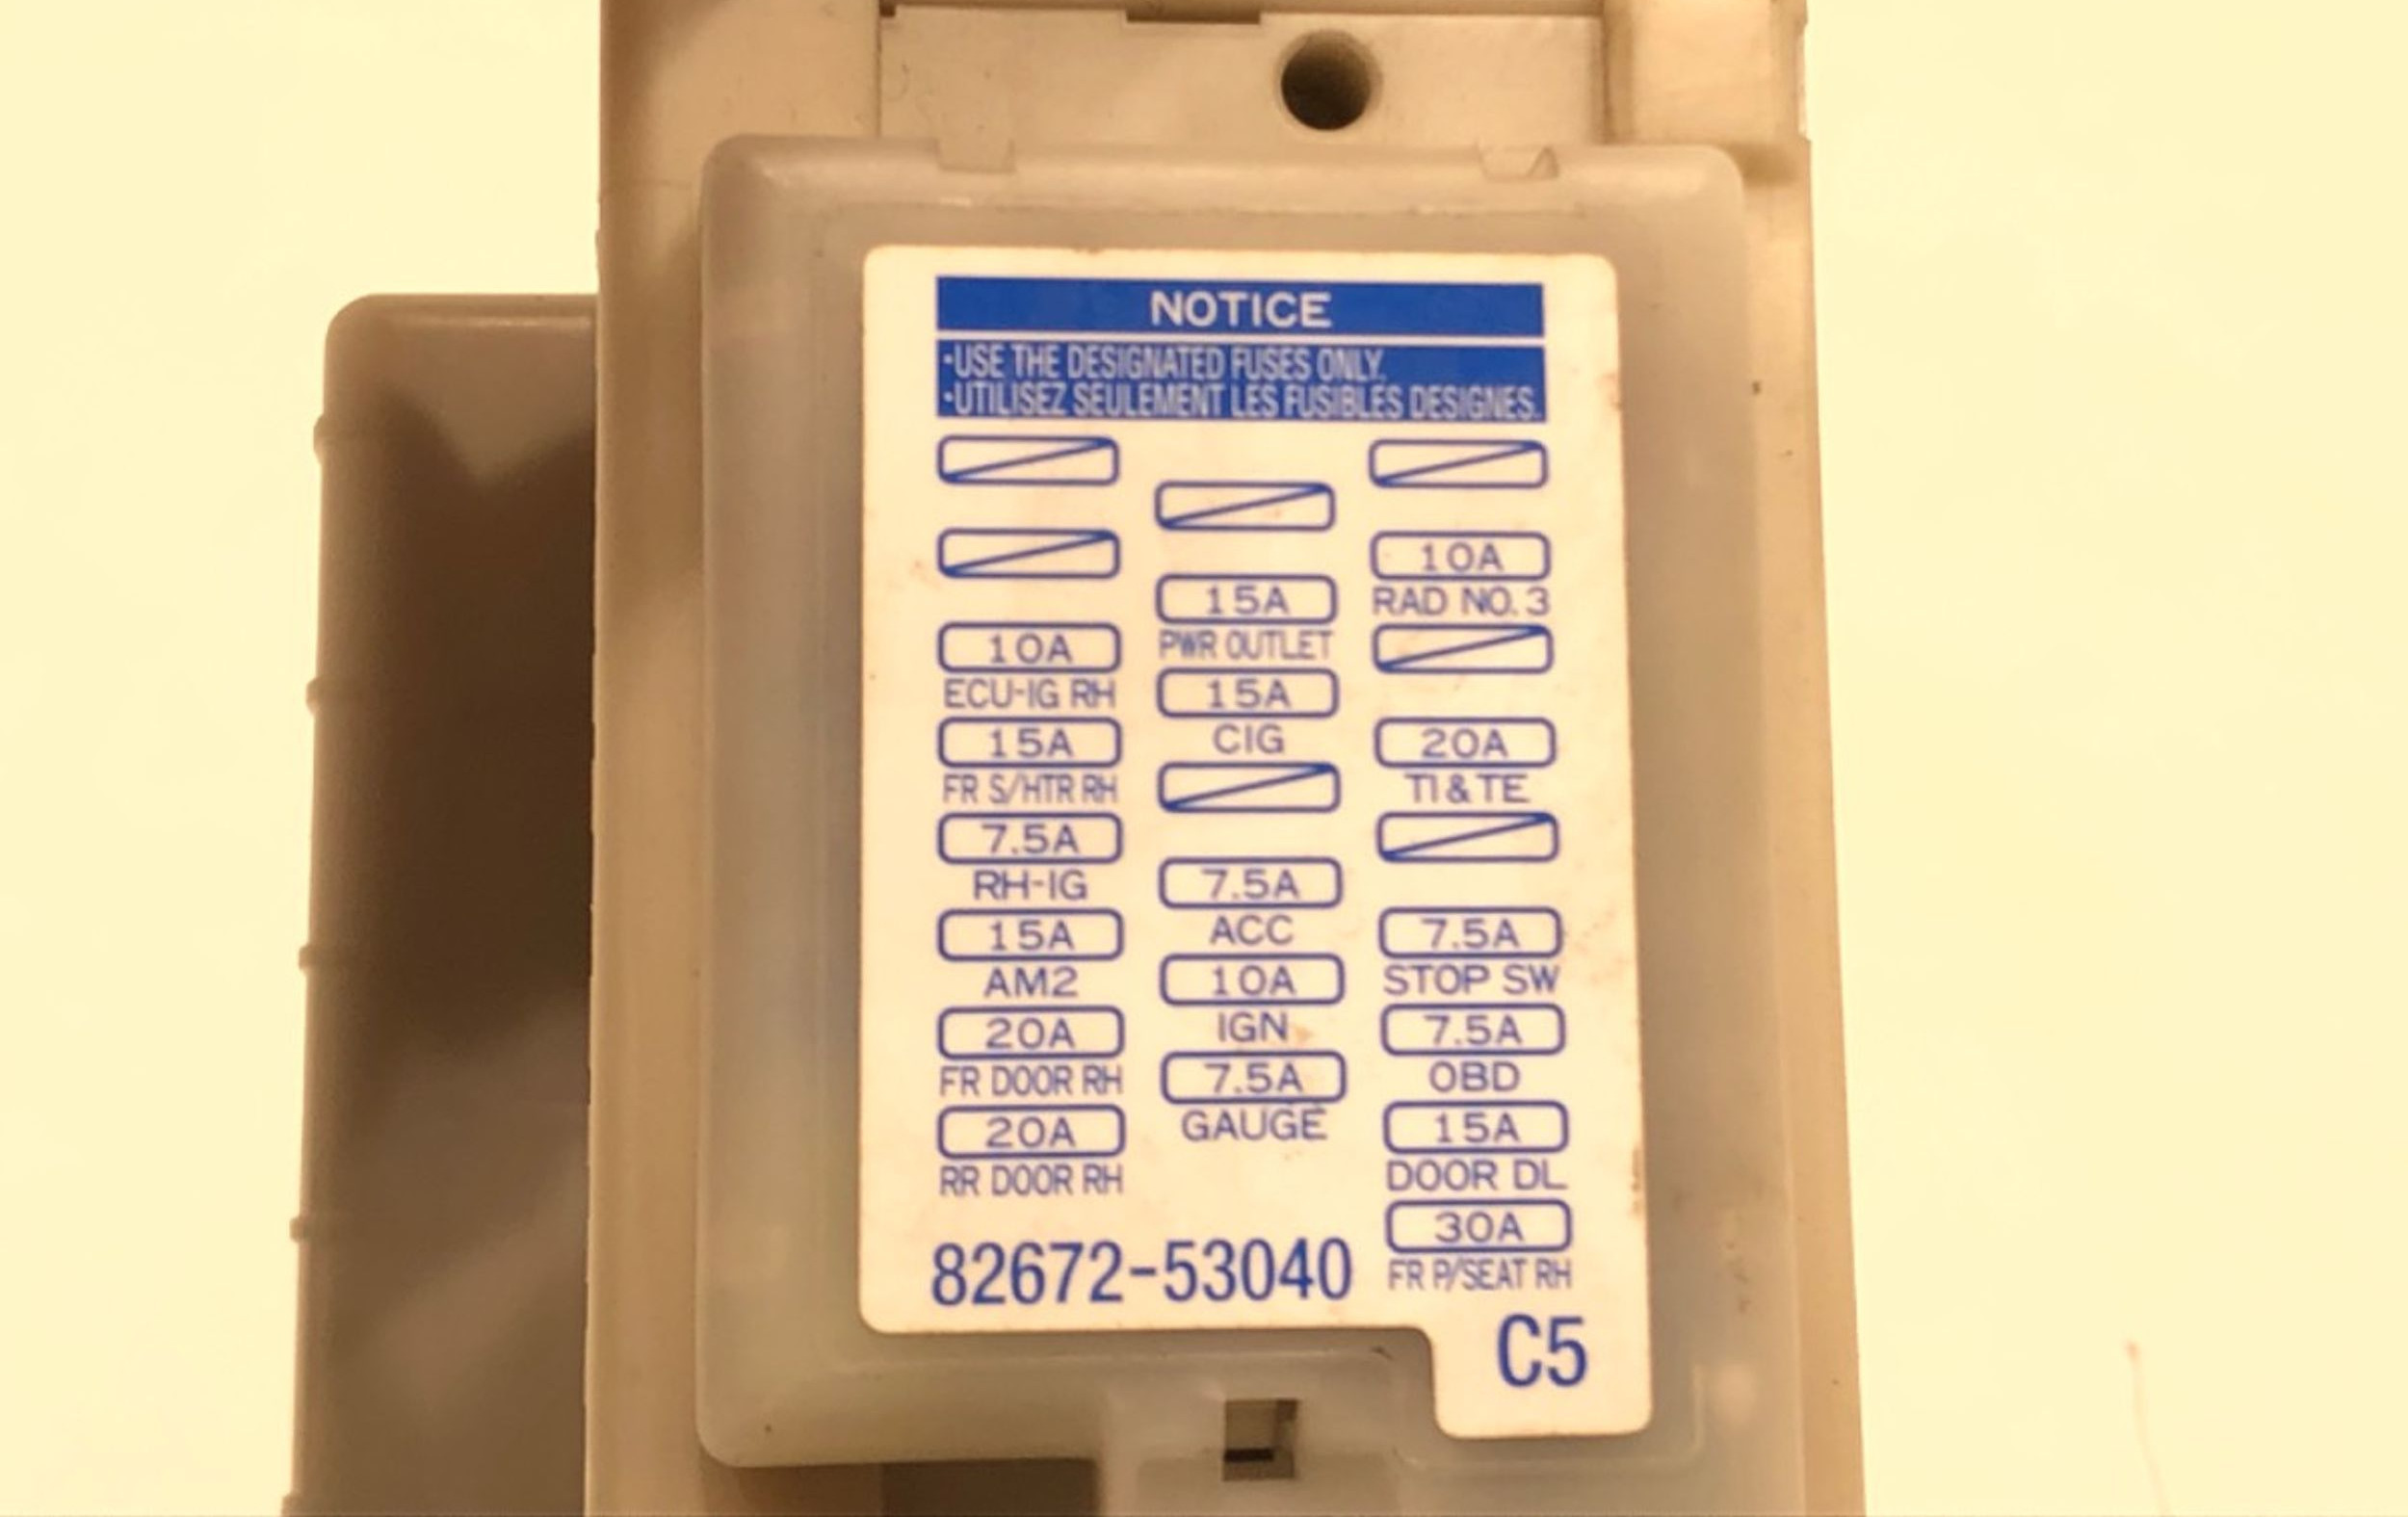 NOTICE
·USE THE DESIGNATED FUSES ONLY.
·UTILISEZ SEULEMENT LES FUSIBLES DESIGNES.
10A
ECU-IG RH
15A
FR S/HTR RH
7.5A
RH-IG
15A
AM2
20A
FR DOOR RH
20A
RR DOOR RH
15A
PWR OUTLET
15A
CIG
7.5A
ACC
10A
IGN
7.5A
GAUGE
10A
RAD NO.3
20A
TI&TE
7.5A
STOP SW
7.5A
OBD
15A
DOOR DL
30A
FR P/SEAT RH
82672-53040
C5